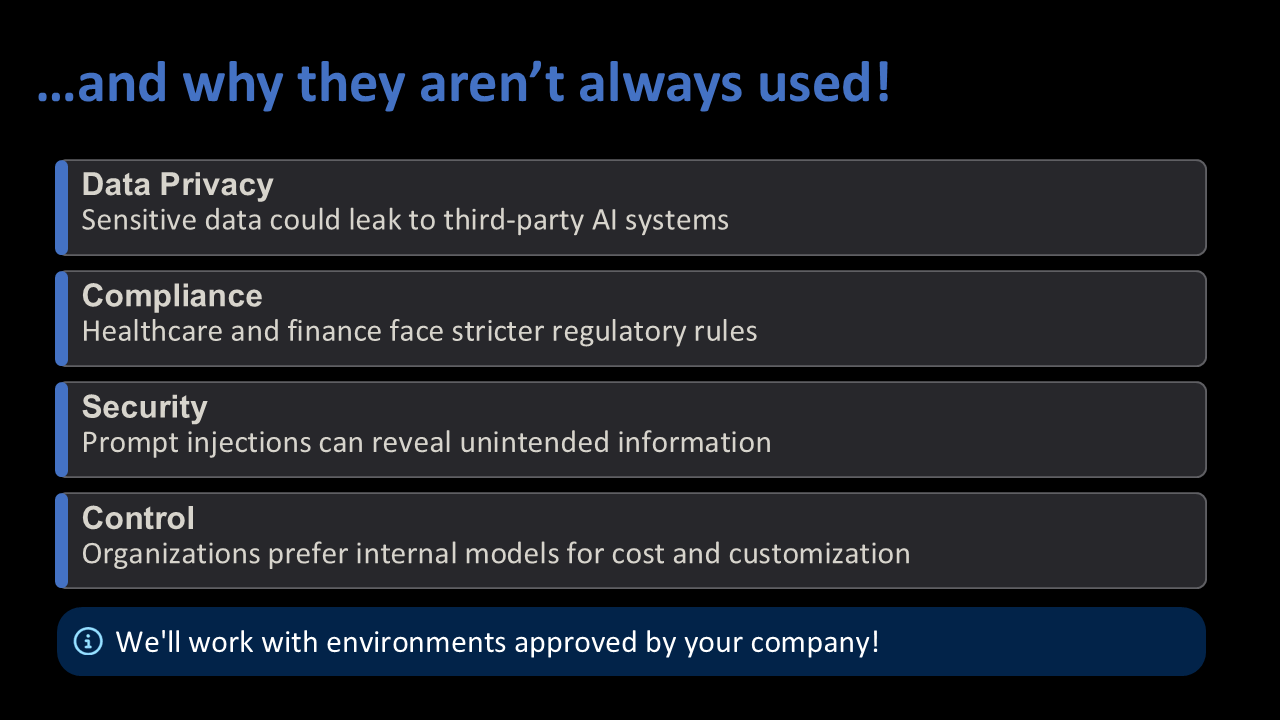 …and why they aren’t always used!
Data Privacy
Sensitive data could leak to third-party AI systems
Compliance
Healthcare and finance face stricter regulatory rules
Security
Prompt injections can reveal unintended information
Control
Organizations prefer internal models for cost and customization
We'll work with environments approved by your company!